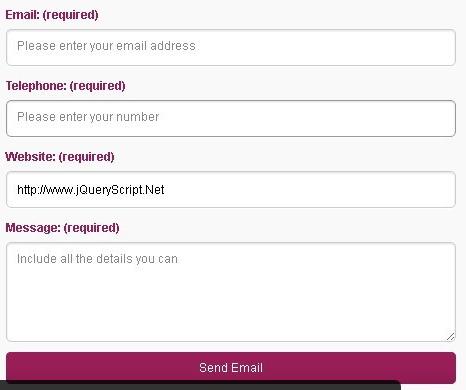 Email: (required)
Please enter your email address
Telephone: (required)
Please enter your number
Website: (required)
http://www.jQueryScript.Net
Message: (required)
Include all the details you can
Send Email